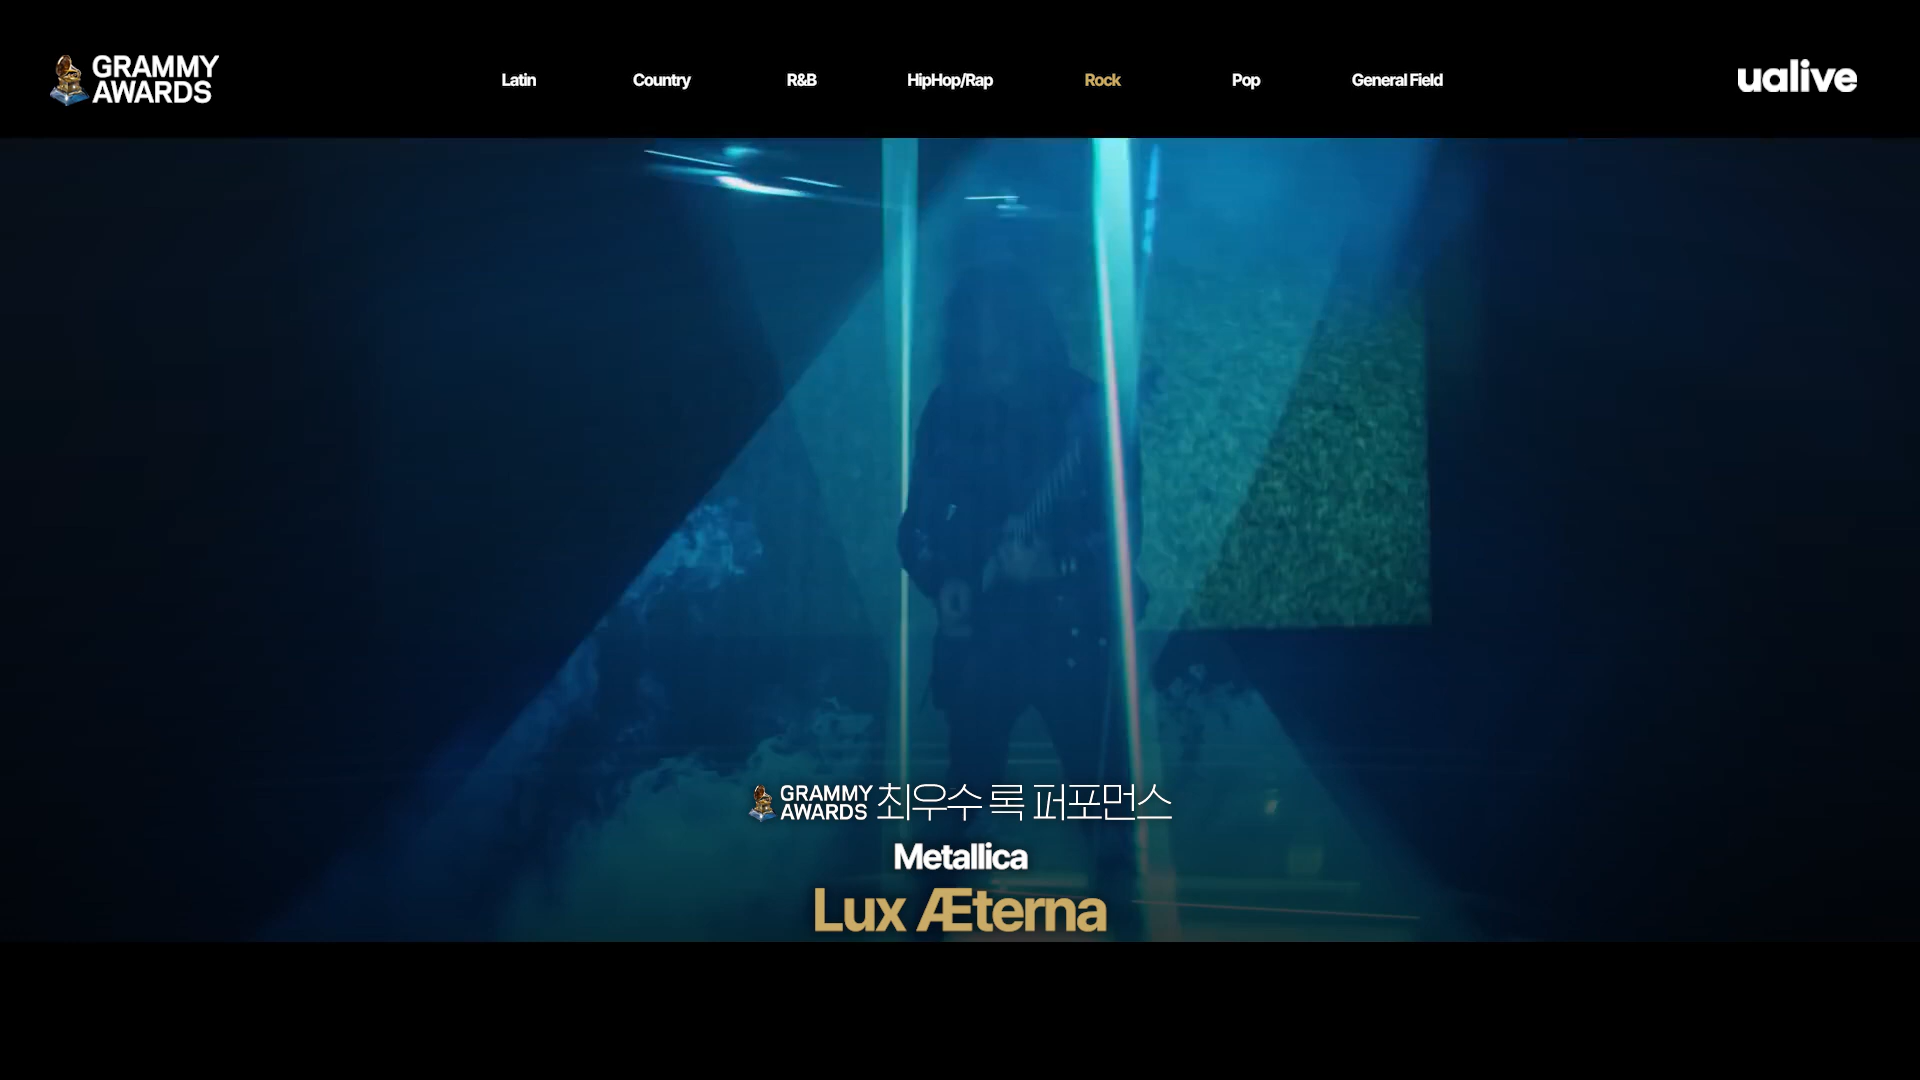 GRAMMY
AWARDS
Latin
Country
R&B
HipHop/Rap
Rock
Pop
General Field
ualive
GRAMMY
AWARDS
최우수 록 퍼포먼스
Metallica
Lux Æterna